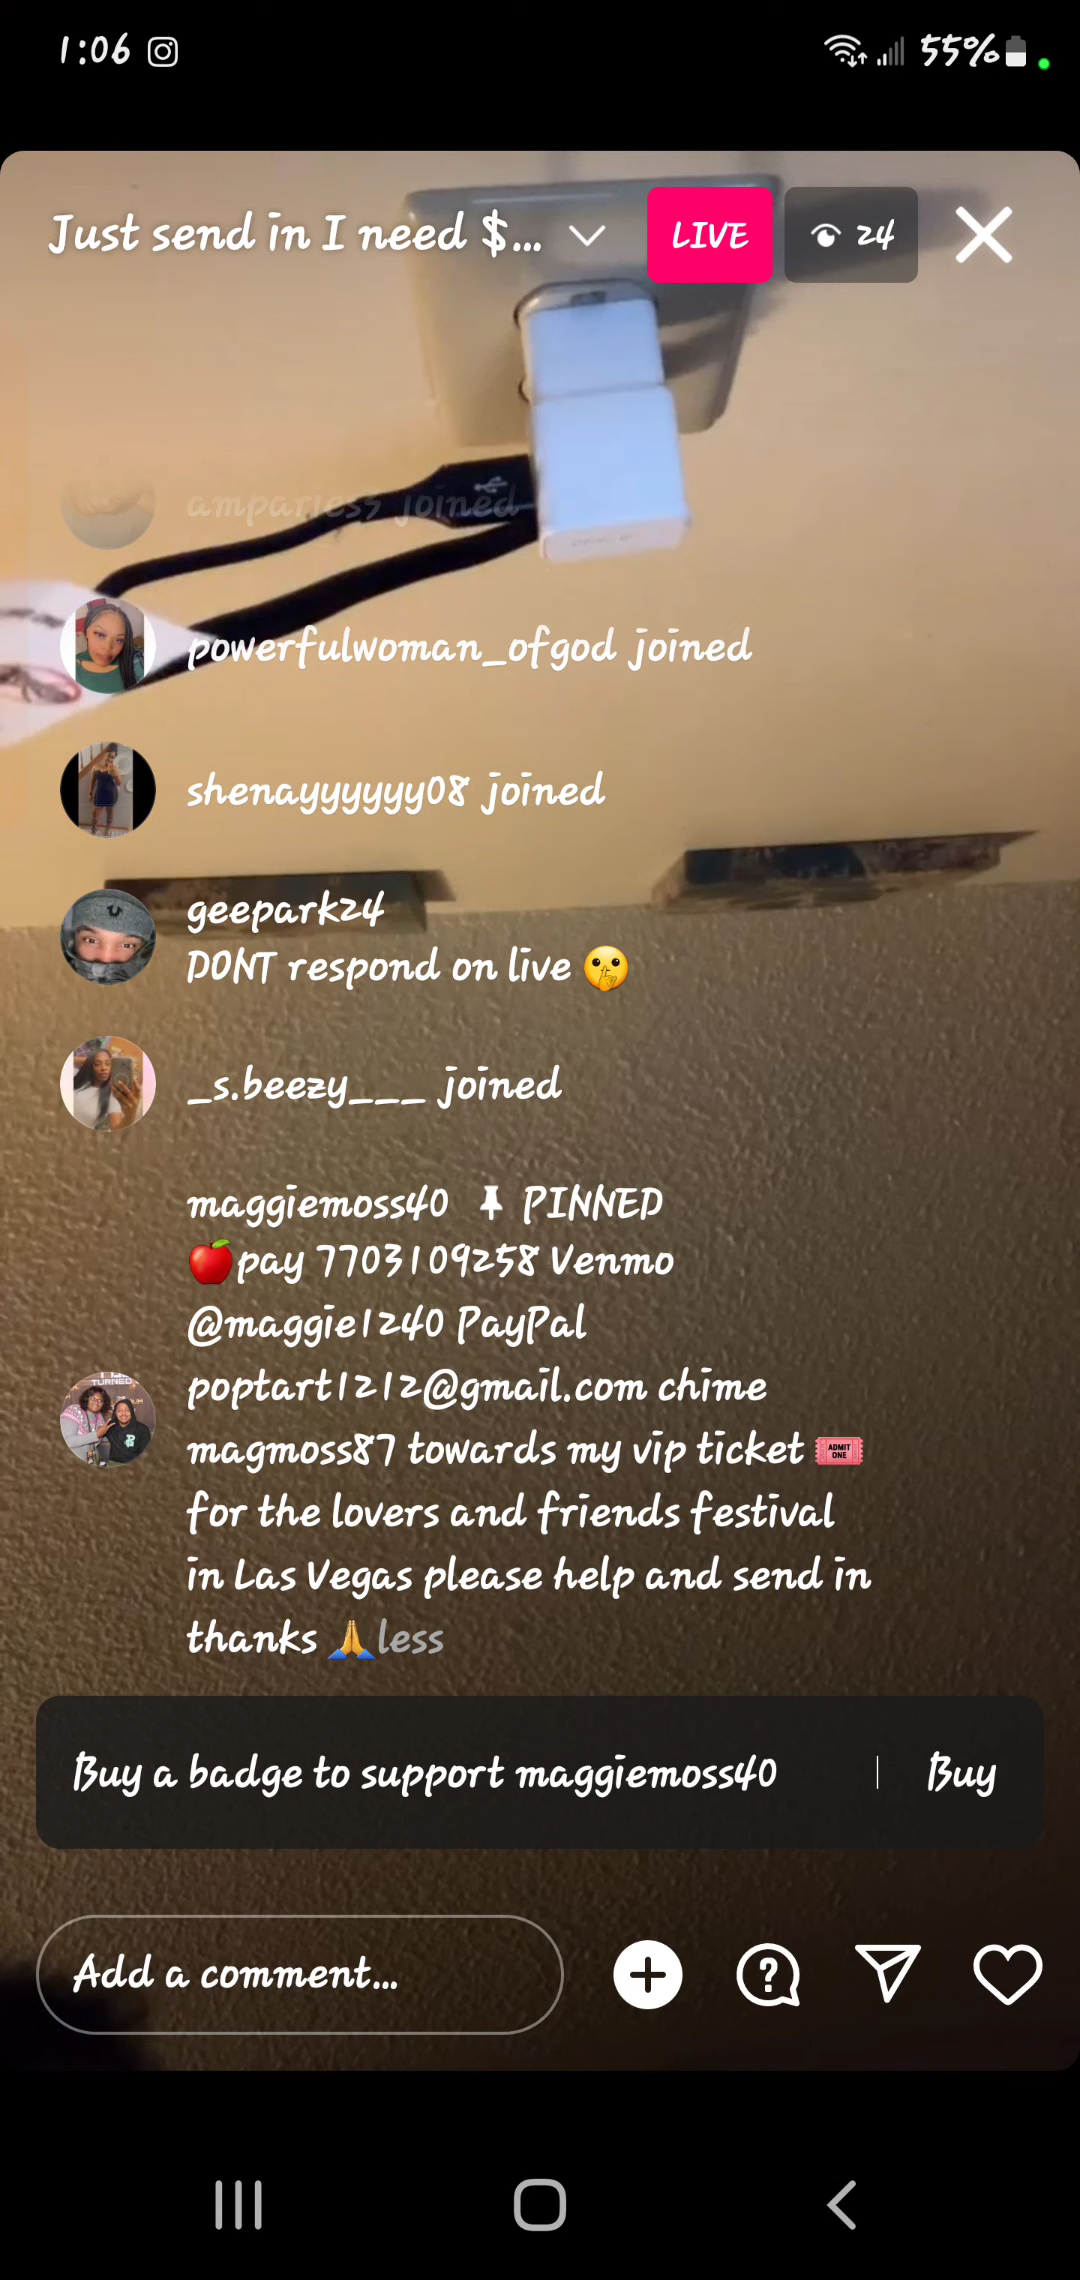 1:06
55%
Just send in I need $...
LIVE
24
ampariess joined
powerfulwoman_ofgod joined
shenayyyyyy08 joined
geepark24
DONT respond on live 🤫
_s.beezy___ joined
maggiemoss40 📌 PINNED
🍎pay 7703109258 Venmo
@maggie1240 PayPal
poptart1212@gmail.com chime
magmoss87 towards my vip ticket 🎟️
for the lovers and friends festival
in Las Vegas please help and send in
thanks 🙏less
Buy a badge to support maggiemoss40 | Buy
Add a comment...